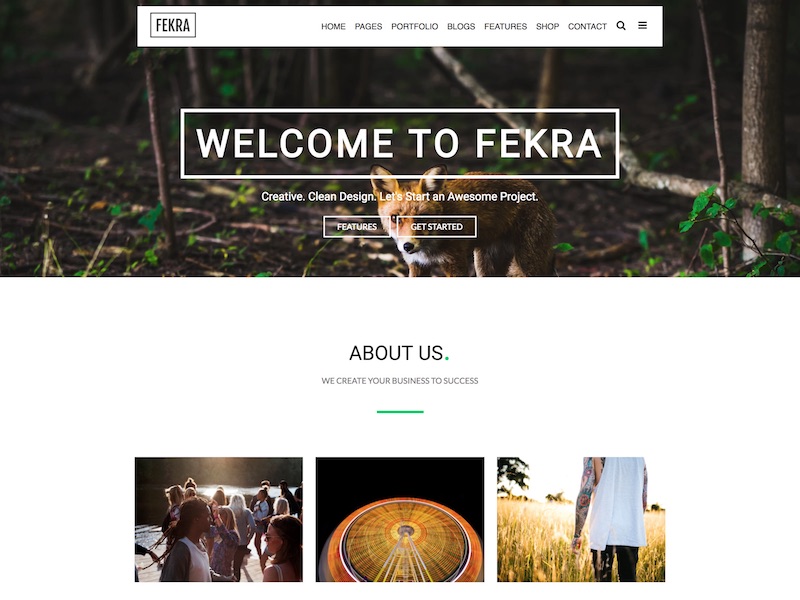 FEKRA
HOME PAGES PORTFOLIO BLOGS FEATURES SHOP CONTACT
WELCOME TO FEKRA
Creative. Clean Design. Let's Start an Awesome Project.
FEATURES GET STARTED
ABOUT US.
WE CREATE YOUR BUSINESS TO SUCCESS